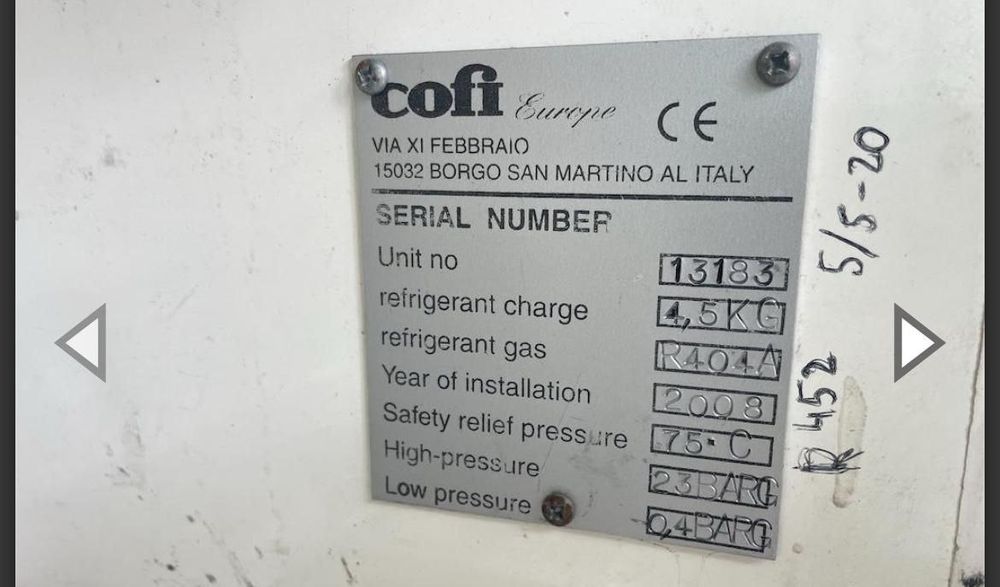 cofi Europe CE
VIA XI FEBBRAIO
15032 BORGO SAN MARTINO AL ITALY
SERIAL NUMBER
Unit no 13183
refrigerant charge 4,5KG
refrigerant gas R404A
Year of installation 2008
Safety relief pressure 75°C
High-pressure 23BARG
Low pressure 0,4BARG
R 452 5/5-20